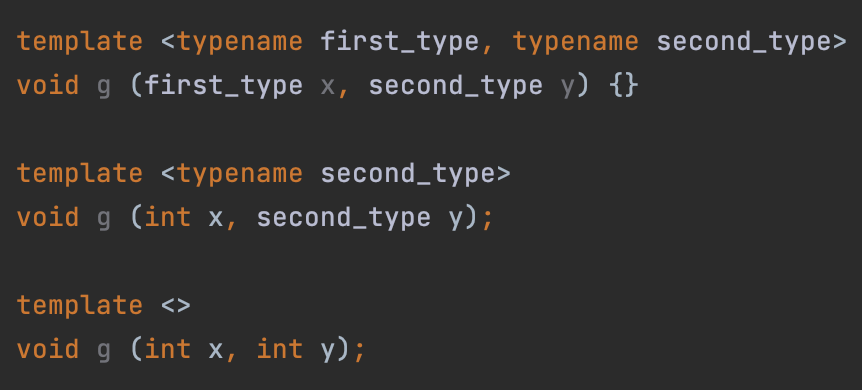 template <typename first_type, typename second_type>
void g (first_type x, second_type y) {}
template <typename second_type>
void g (int x, second_type y);
template <>
void g (int x, int y);